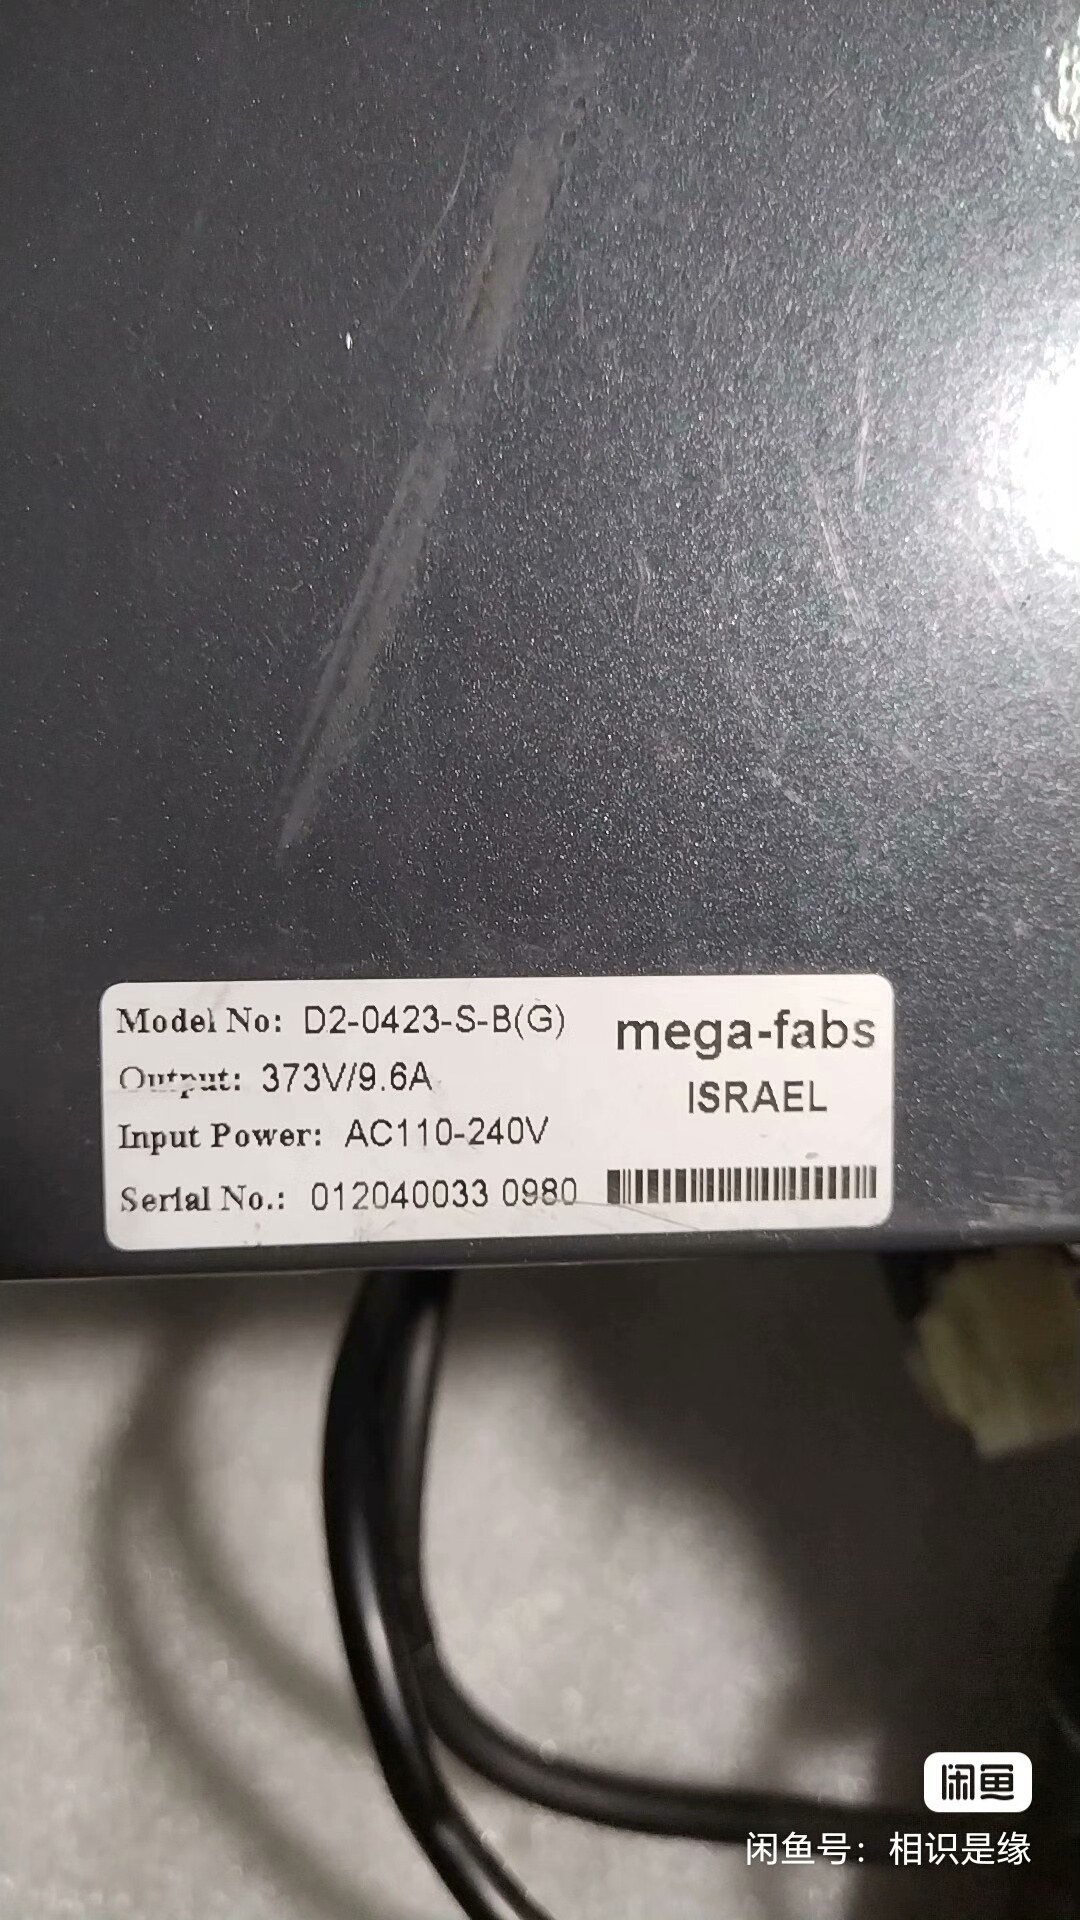 Model No: D2-0423-S-B(G)
mega-fabs
Output: 373V/9.6A
ISRAEL
Input Power: AC110-240V
Serial No.: 012040033 0980
闲鱼
闲鱼号：相识是缘